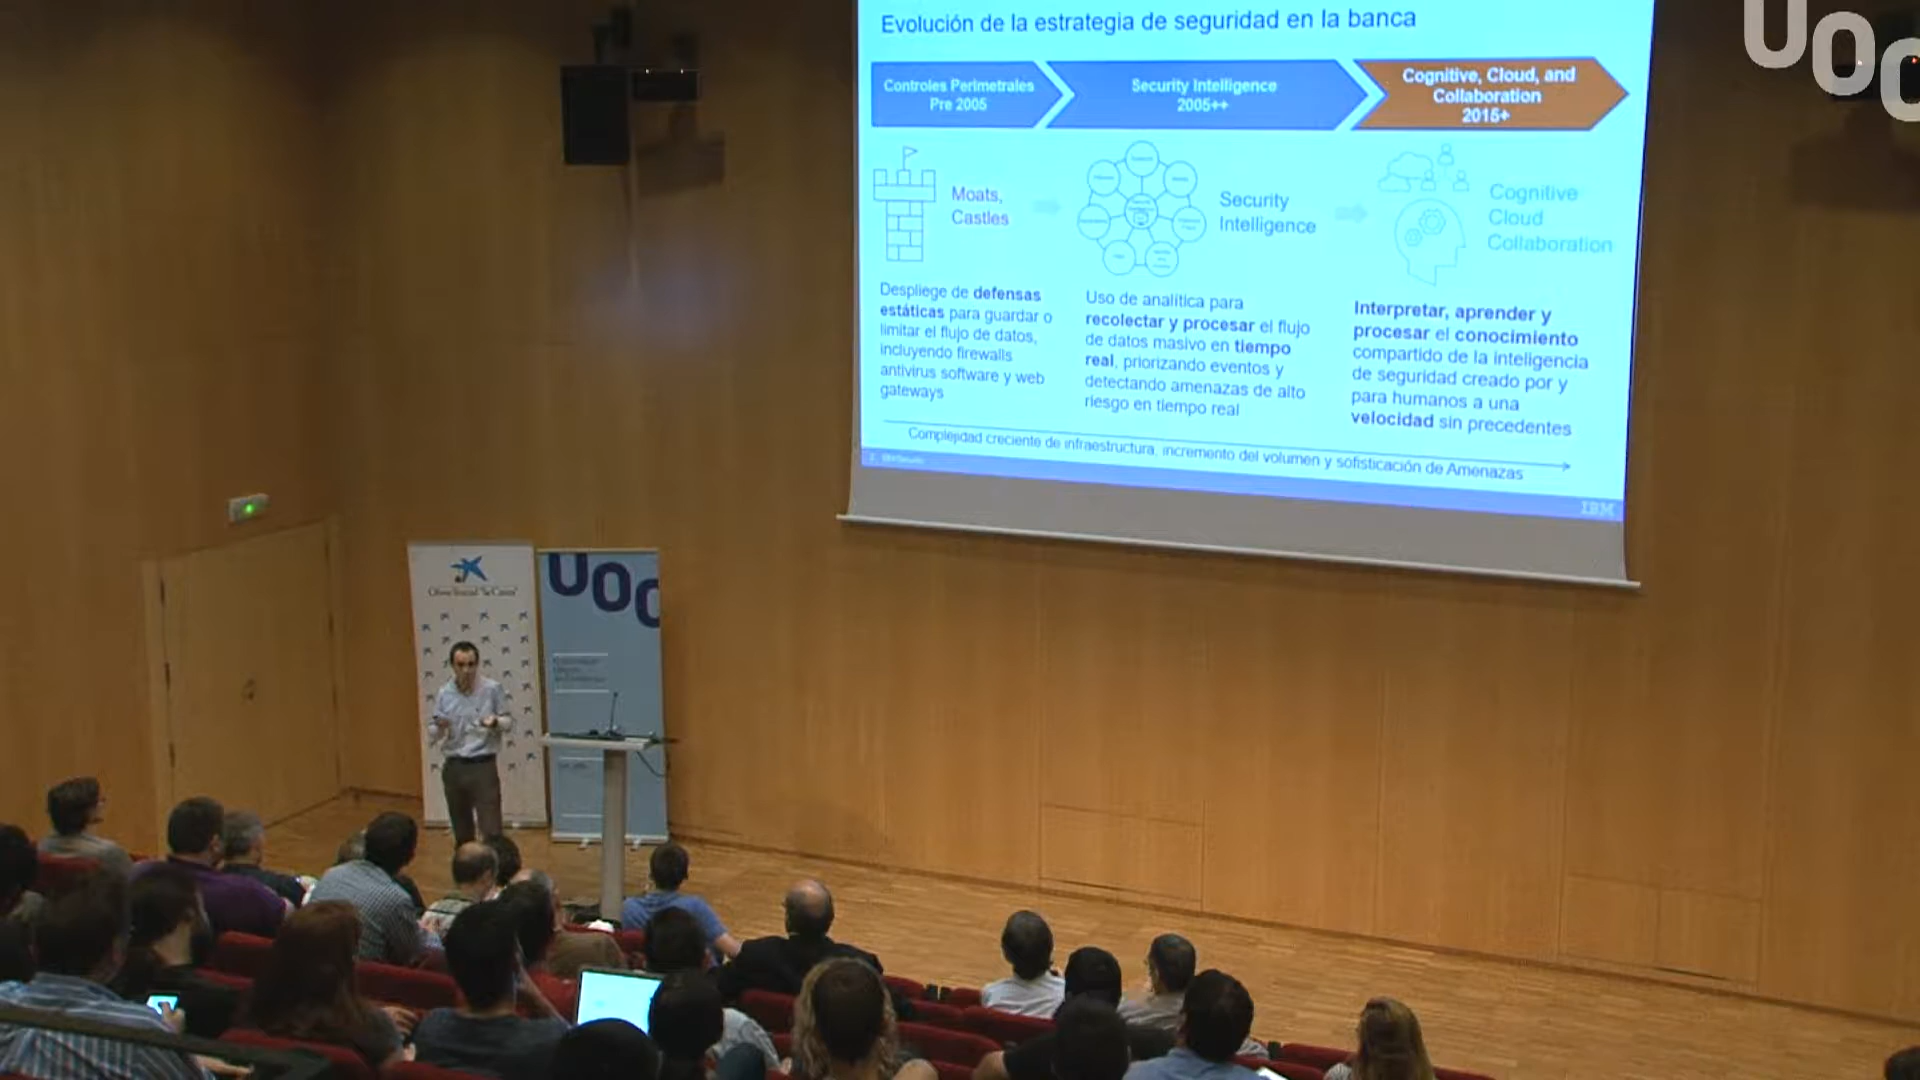 Evolución de la estrategia de seguridad en la banca
Controles Perimetrales
Pre 2005
Security Intelligence
2005++
Cognitive, Cloud, and
Collaboration
2015+
Moats,
Castles
Security
Intelligence
Cognitive
Cloud
Collaboration
Despliege de defensas
estáticas para guardar o
limitar el flujo de datos,
incluyendo firewalls
antivirus software y web
gateways
Uso de analítica para
recolectar y procesar el flujo
de datos masivo en tiempo
real, priorizando eventos y
detectando amenazas de alto
riesgo en tiempo real
Interpretar, aprender y
procesar el conocimiento
compartido de la inteligencia
de seguridad creado por y
para humanos a una
velocidad sin precedentes
Complejidad creciente de infraestructura, incremento del volumen y sofisticación de Amenazas
IBM
UOC
Obra Social "la Caixa"
UOC